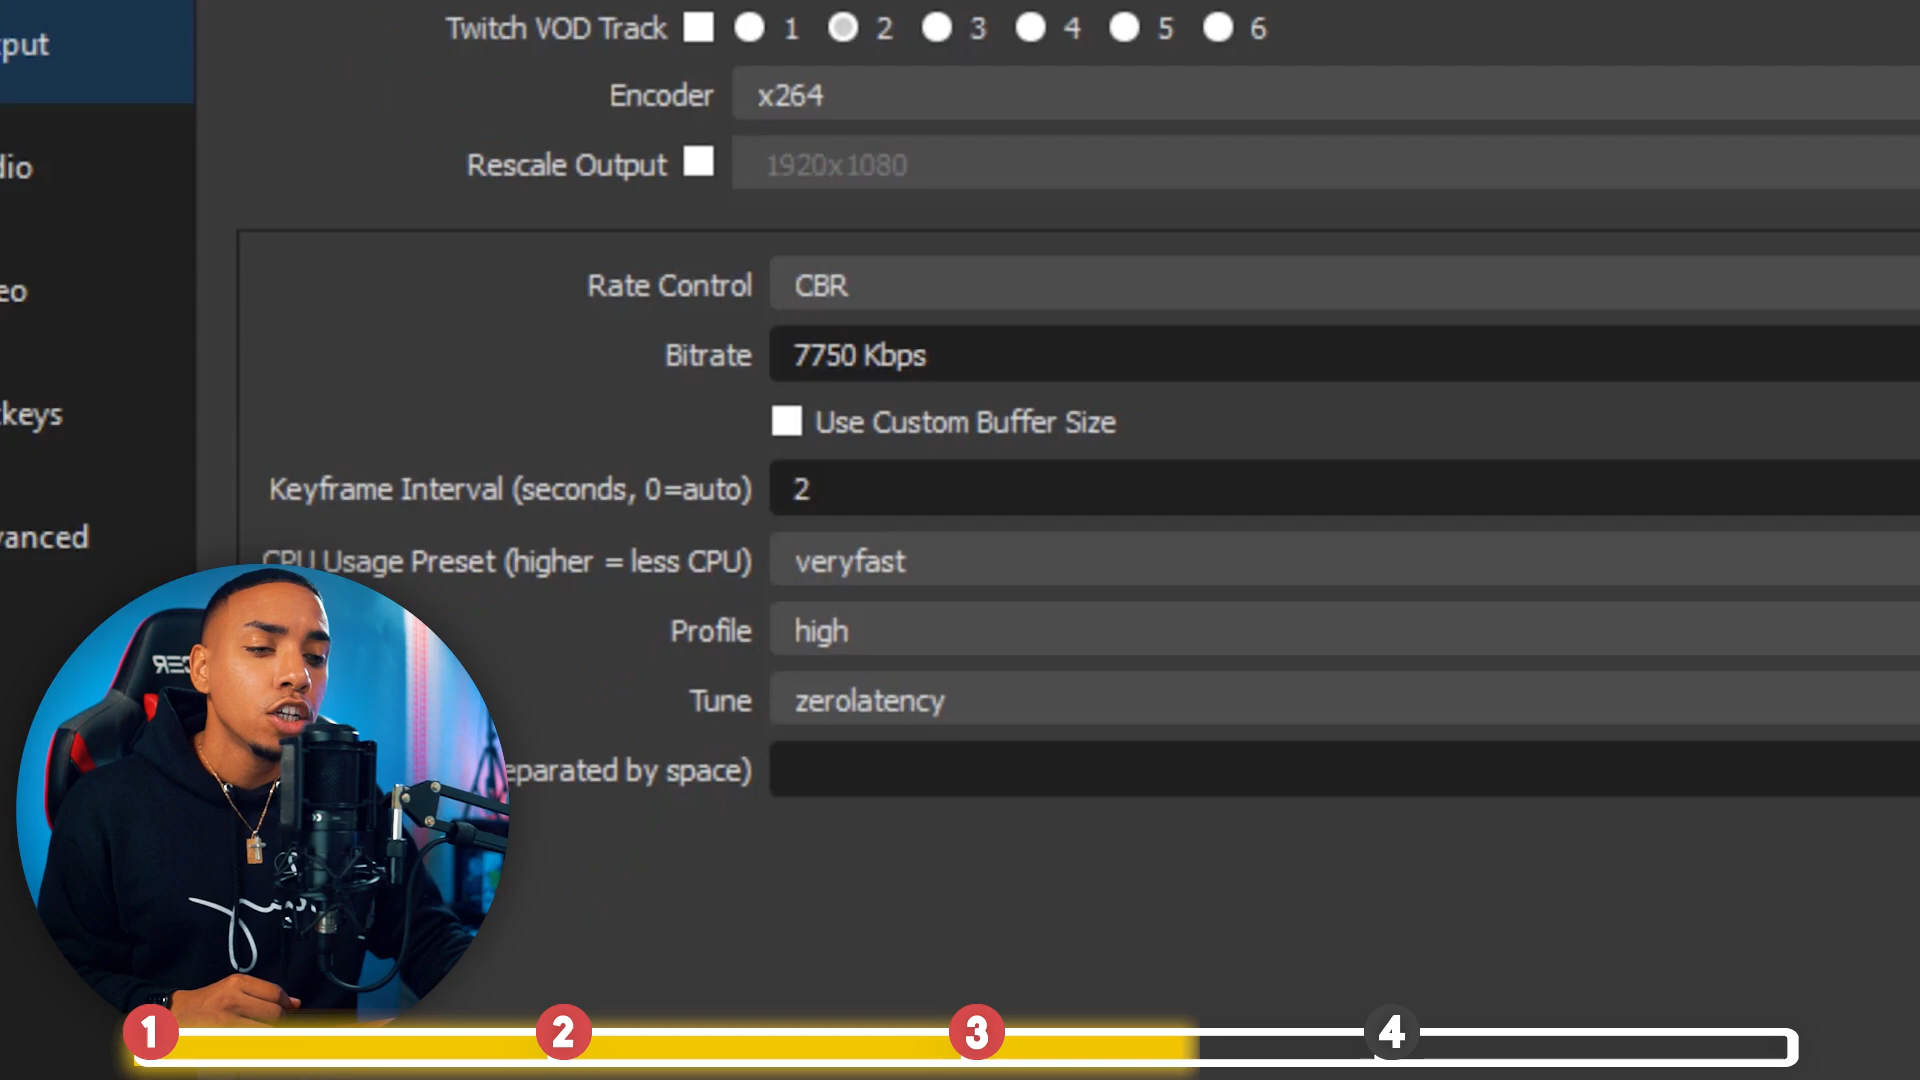 put
Twitch VOD Track 1 2 3 4 5 6
Encoder x264
dio
Rescale Output 1920x1080
eo
Rate Control CBR
Bitrate 7750 Kbps
keys
Use Custom Buffer Size
Keyframe Interval (seconds, 0=auto) 2
vanced
CPU Usage Preset (higher = less CPU) veryfast
Profile high
Tune zerolatency
eparated by space)
1 2 3 4